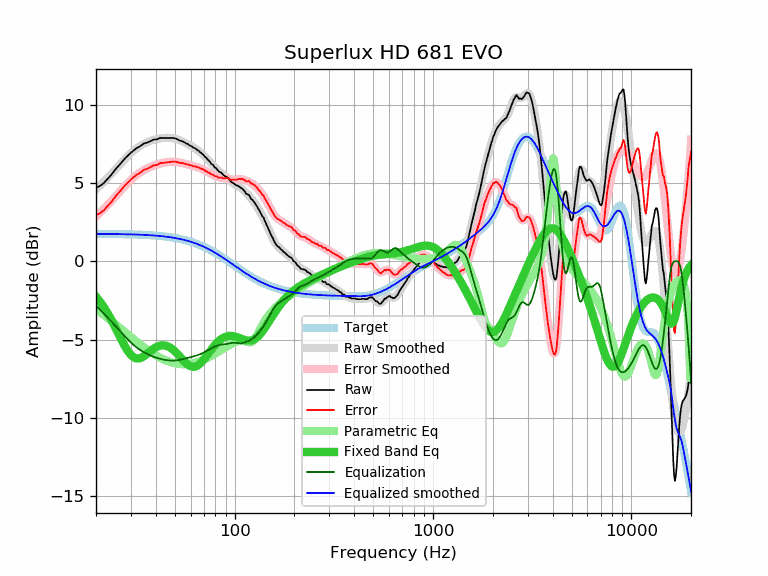 Superlux HD 681 EVO
10
5
0
−5
−10
−15
Amplitude (dBr)
Target
Raw Smoothed
Error Smoothed
Raw
Error
Parametric Eq
Fixed Band Eq
Equalization
Equalized smoothed
100 1000 10000
Frequency (Hz)